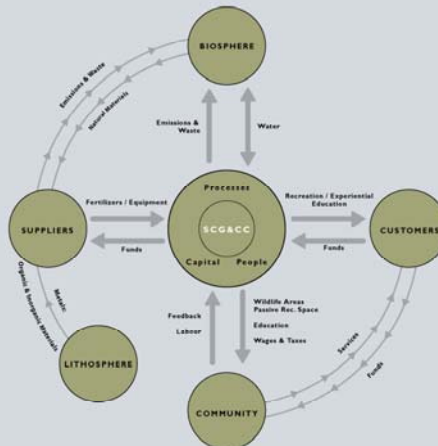 BIOSPHERE
Emissions & Waste
Natural Materials
Emissions &
Waste
Water
Processes
Fertilizers / Equipment
Recreation / Experiential
Education
SUPPLIERS
SCG&CC
CUSTOMERS
Funds
Funds
Capital
People
Organic & Inorganic Materials
Metals:
Feedback
Labour
Wildlife Areas
Passive Rec. Space
Education
Wages & Taxes
Services
Funds
LITHOSPHERE
COMMUNITY